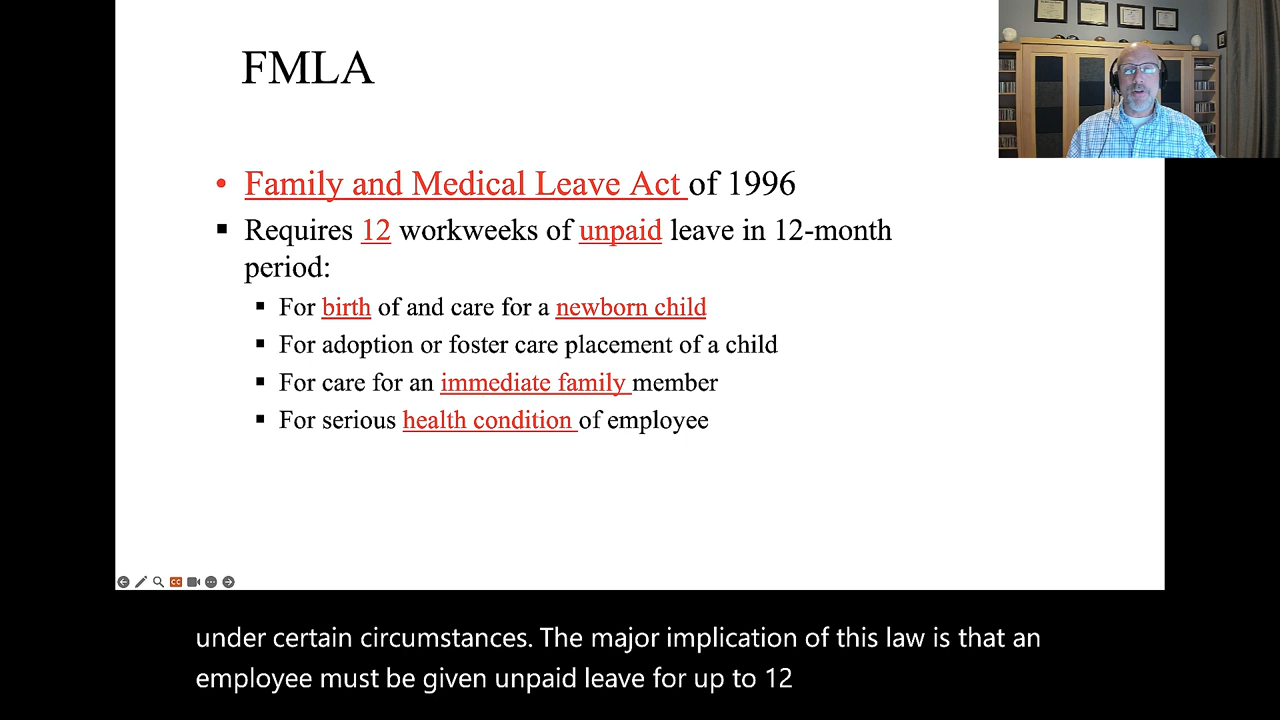 FMLA
• Family and Medical Leave Act of 1996
▪ Requires 12 workweeks of unpaid leave in 12-month
period:
▪ For birth of and care for a newborn child
▪ For adoption or foster care placement of a child
▪ For care for an immediate family member
▪ For serious health condition of employee
CC
under certain circumstances. The major implication of this law is that an
employee must be given unpaid leave for up to 12